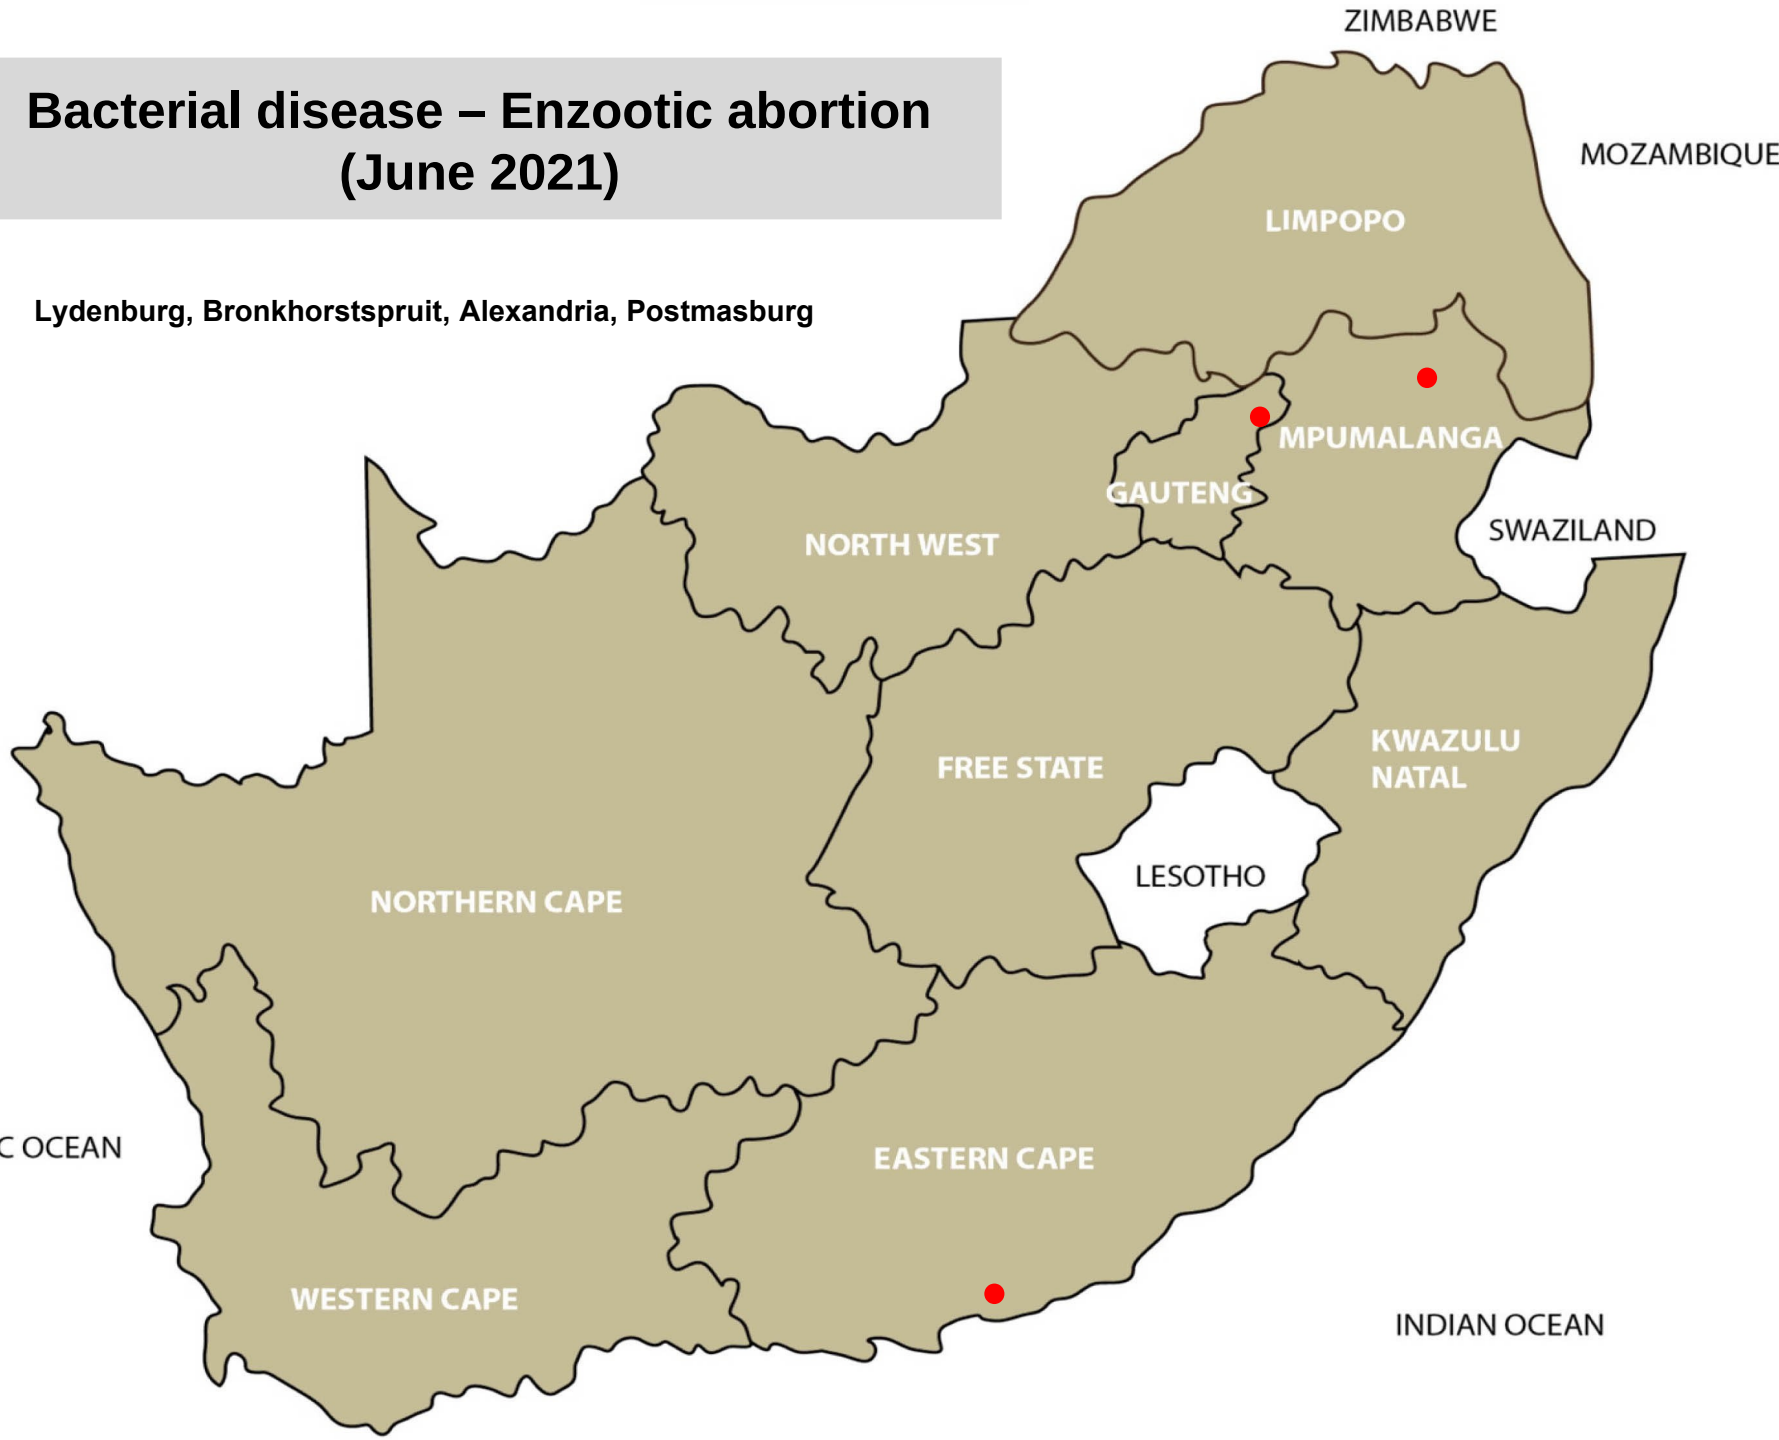 ZIMBABWE
Bacterial disease – Enzootic abortion
(June 2021)
MOZAMBIQUE
LIMPOPO
Lydenburg, Bronkhorstspruit, Alexandria, Postmasburg
MPUMALANGA
GAUTENG
SWAZILAND
NORTH WEST
KWAZULU
NATAL
FREE STATE
LESOTHO
NORTHERN CAPE
C OCEAN
EASTERN CAPE
WESTERN CAPE
INDIAN OCEAN